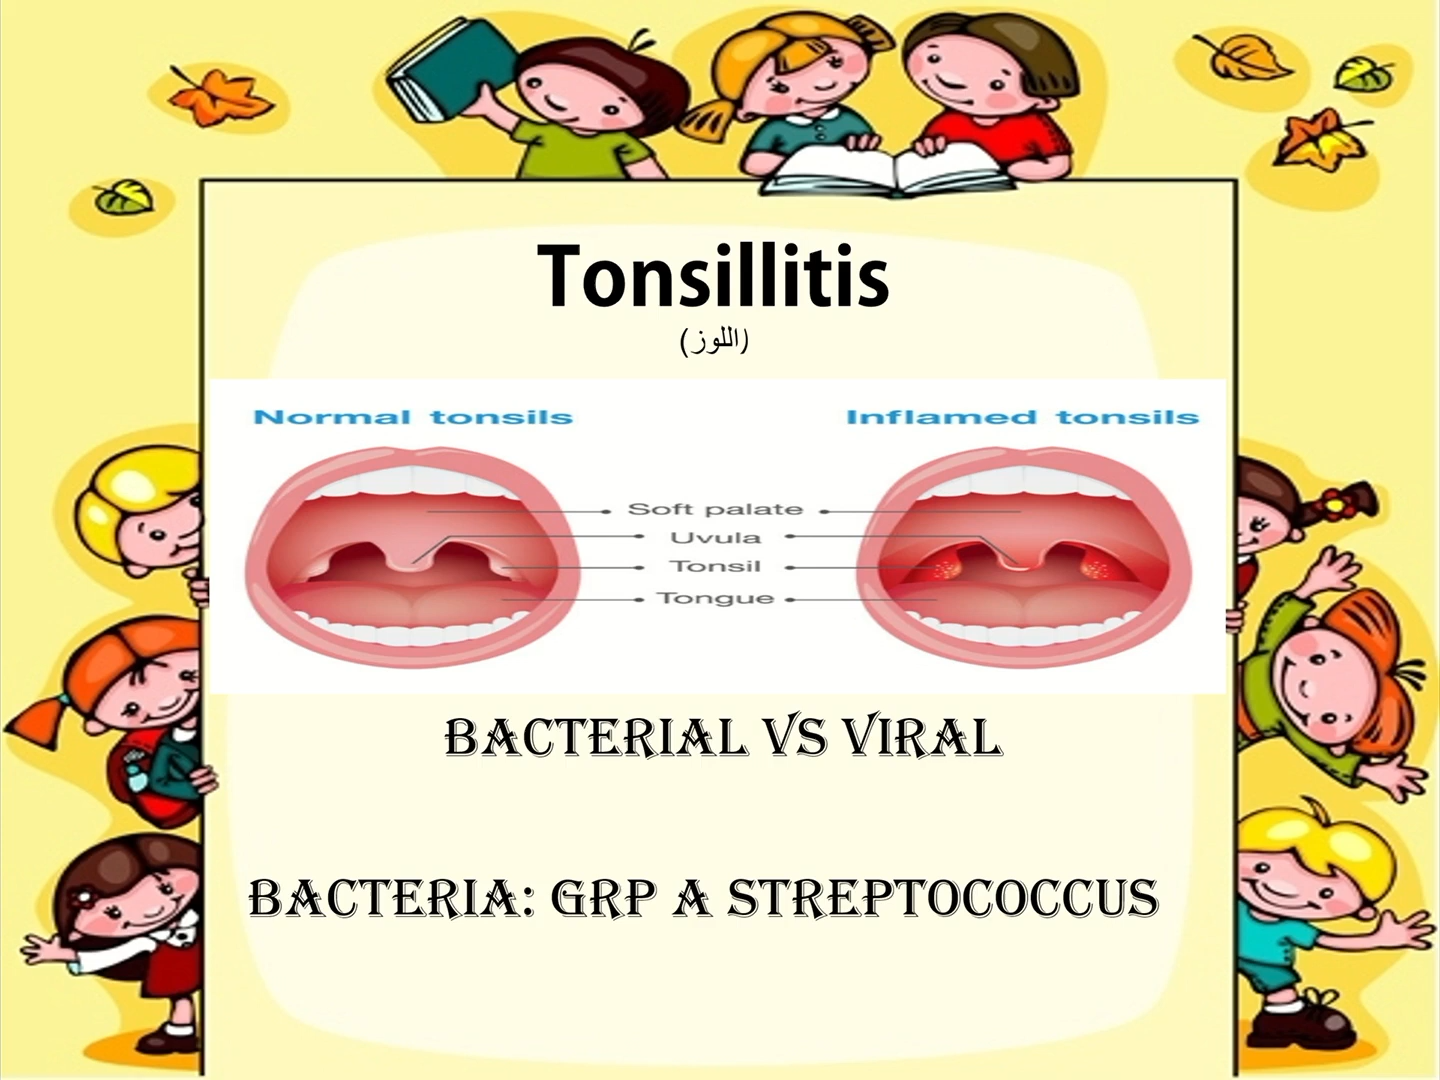 Tonsillitis
(اللوز)
Normal tonsils
Inflamed tonsils
Soft palate
Uvula
Tonsil
Tongue
BACTERIAL VS VIRAL
BACTERIA: GRP A STREPTOCOCCUS